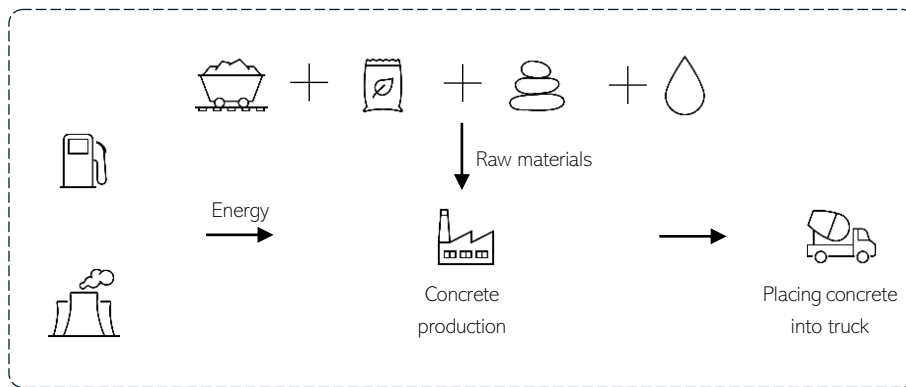 Raw materials
Energy
Concrete
production
Placing concrete
into truck